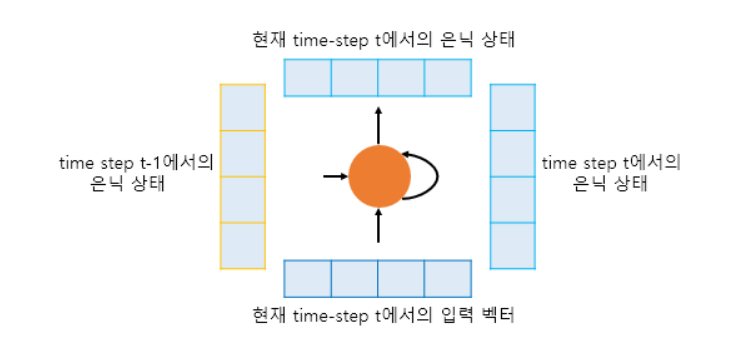 현재 time-step t에서의 은닉 상태
time step t-1에서의
은닉 상태
time step t에서의
은닉 상태
현재 time-step t에서의 입력 벡터